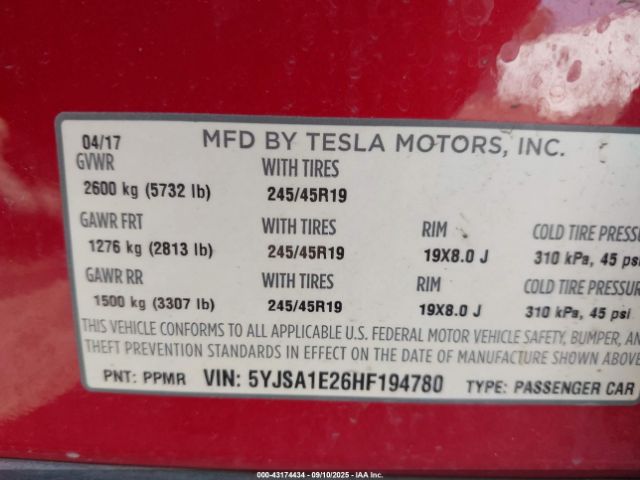 04/17 MFD BY TESLA MOTORS, INC.
GVWR WITH TIRES
2600 kg (5732 lb) 245/45R19
GAWR FRT WITH TIRES RIM COLD TIRE PRESSU
1276 kg (2813 lb) 245/45R19 19X8.0 J 310 kPa, 45 psi
GAWR RR WITH TIRES RIM COLD TIRE PRESSUR
1500 kg (3307 lb) 245/45R19 19X8.0 J 310 kPa, 45 psi
THIS VEHICLE CONFORMS TO ALL APPLICABLE U.S. FEDERAL MOTOR VEHICLE SAFETY, BUMPER, AN
THEFT PREVENTION STANDARDS IN EFFECT ON THE DATE OF MANUFACTURE SHOWN ABOVE
PNT: PPMR VIN: 5YJSA1E26HF194780 TYPE: PASSENGER CAR
000-43174434 - 09/10/2025 - IAA Inc.